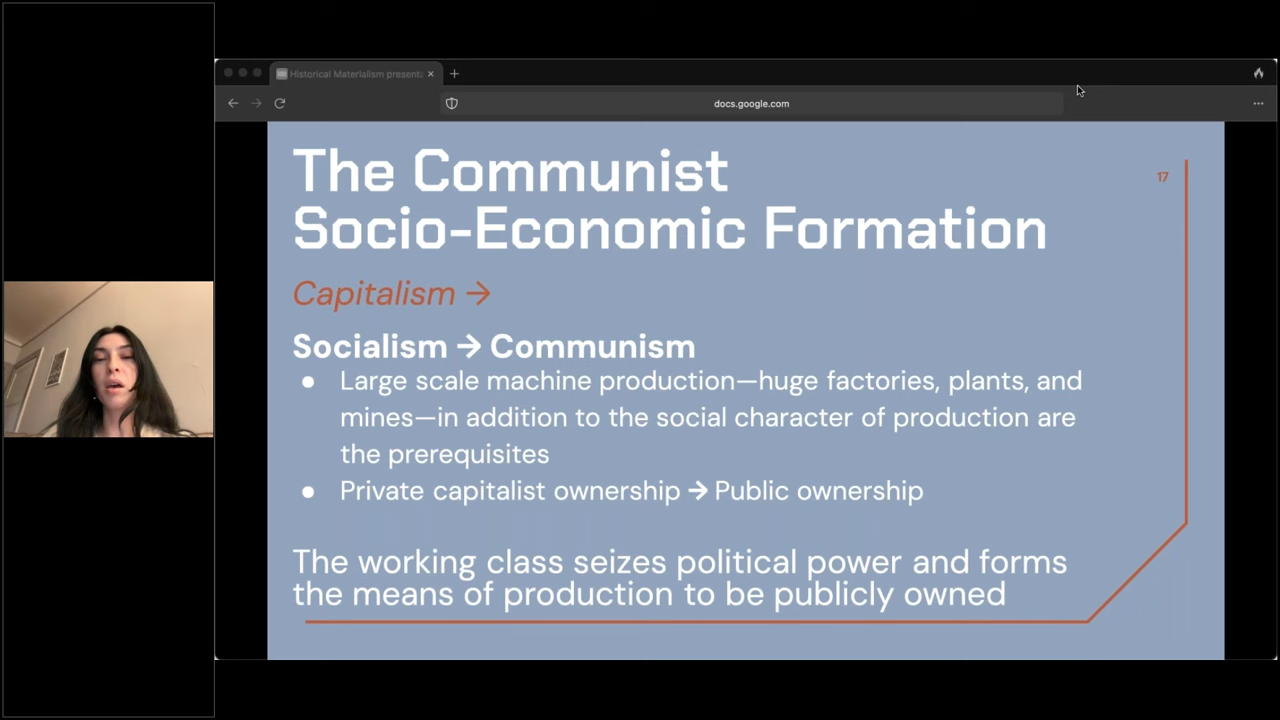 Historical Materialism present
docs.google.com
The Communist
Socio-Economic Formation
17
Capitalism →
Socialism → Communism
● Large scale machine production—huge factories, plants, and
mines—in addition to the social character of production are
the prerequisites
● Private capitalist ownership → Public ownership
The working class seizes political power and forms
the means of production to be publicly owned